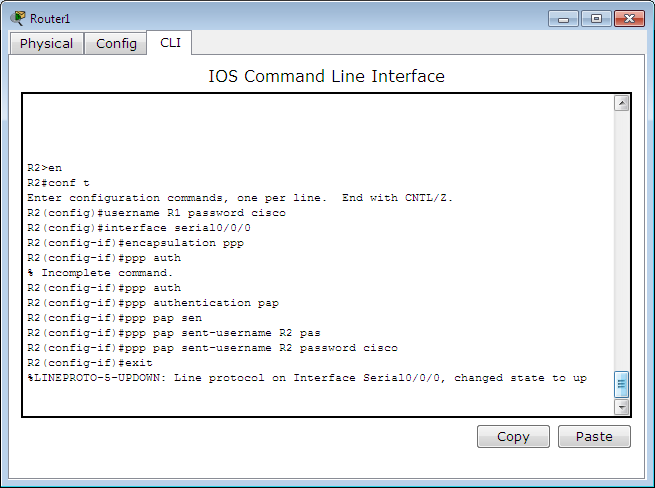 Router1
Physical Config CLI
IOS Command Line Interface
R2>en
R2#conf t
Enter configuration commands, one per line.  End with CNTL/Z.
R2(config)#username R1 password cisco
R2(config)#interface serial0/0/0
R2(config-if)#encapsulation ppp
R2(config-if)#ppp auth
% Incomplete command.
R2(config-if)#ppp auth
R2(config-if)#ppp authentication pap
R2(config-if)#ppp pap sen
R2(config-if)#ppp pap sent-username R2 pas
R2(config-if)#ppp pap sent-username R2 password cisco
R2(config-if)#exit
%LINEPROTO-5-UPDOWN: Line protocol on Interface Serial0/0/0, changed state to up
Copy Paste